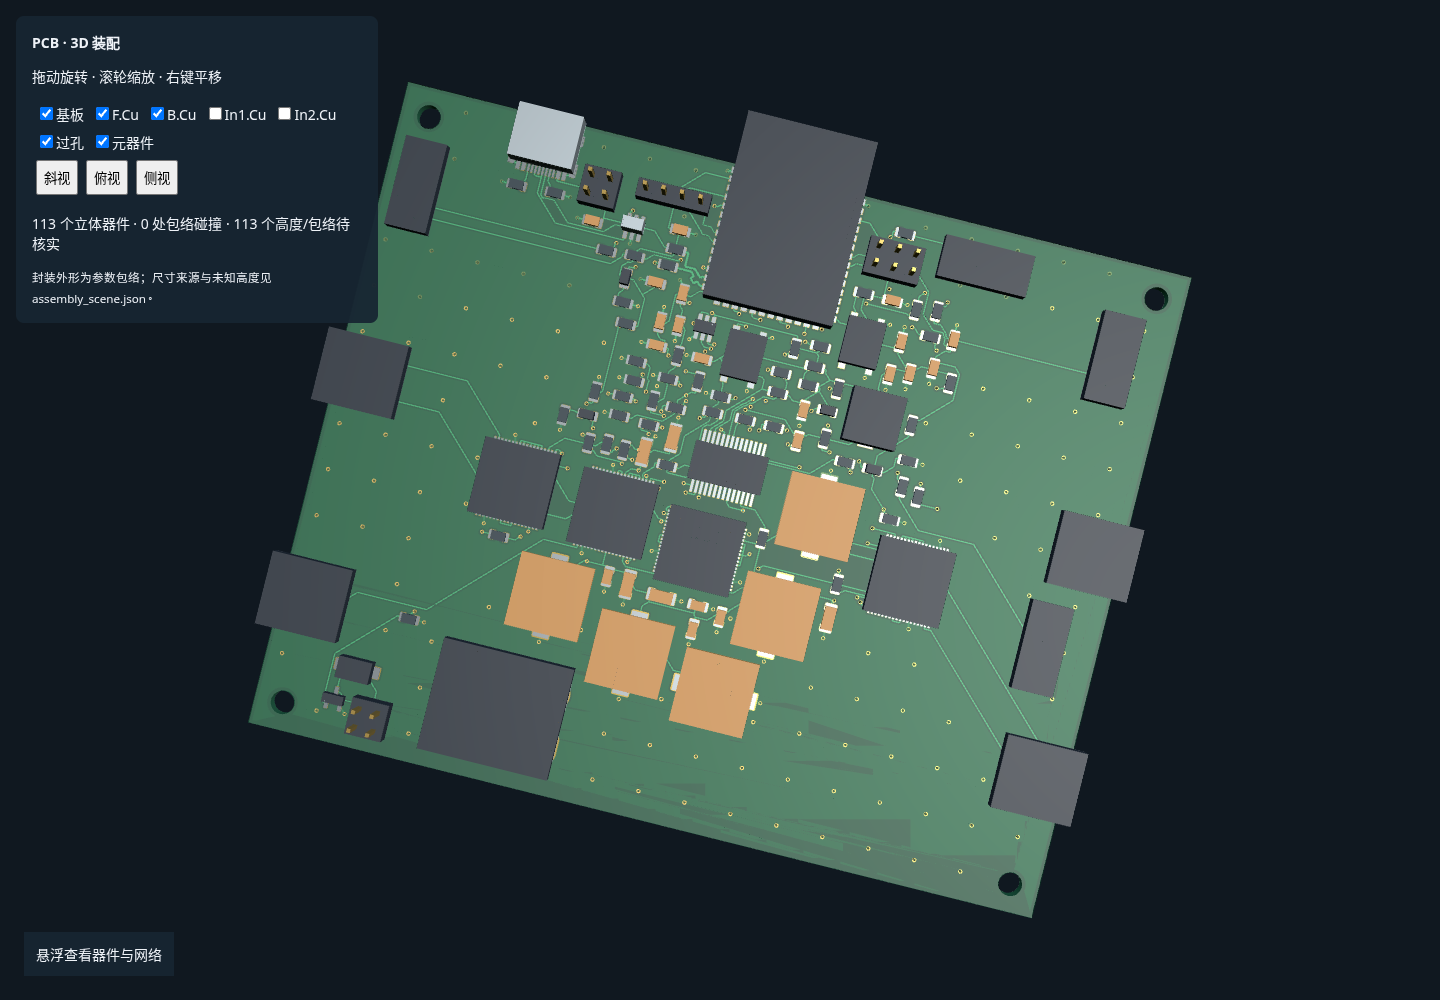 PCB · 3D 装配
拖动旋转 · 滚轮缩放 · 右键平移
基板 F.Cu B.Cu In1.Cu In2.Cu
过孔 元器件
斜视 俯视 侧视
113 个立体器件 · 0 处包络碰撞 · 113 个高度/包络待
核实
封装外形为参数包络；尺寸来源与未知高度见
assembly_scene.json。
悬浮查看器件与网络